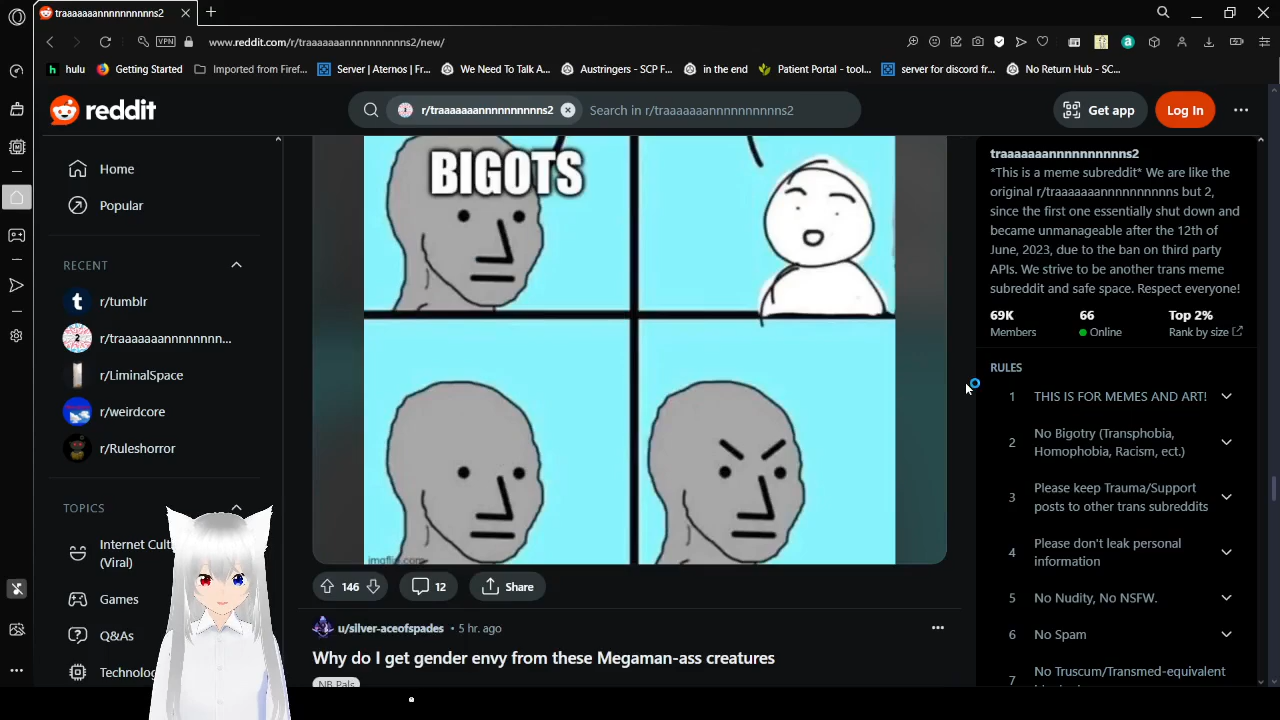 traaaaaaannnnnnnnnns2
www.reddit.com/r/traaaaaaannnnnnnnnns2/new/
VPN
hulu
Getting Started
Imported from Firef...
Server | Aternos | Fr...
We Need To Talk A...
Austringers - SCP F...
in the end
Patient Portal - tool...
server for discord fr...
No Return Hub - SC...
reddit
r/traaaaaaannnnnnnnnns2
Search in r/traaaaaaannnnnnnnnns2
Get app
Log In
Home
Popular
RECENT
r/tumblr
r/traaaaaaannnnnnn...
r/LiminalSpace
r/weirdcore
r/Ruleshorror
TOPICS
Internet Cult
(Viral)
Games
Q&As
Technolog
BIGOTS
imgflip.com
146
12
Share
u/silver-aceofspades • 5 hr. ago
Why do I get gender envy from these Megaman-ass creatures
NB Pals
traaaaaaannnnnnnnnns2
*This is a meme subreddit* We are like the
original r/traaaaaaannnnnnnnnns but 2,
since the first one essentially shut down and
became unmanageable after the 12th of
June, 2023, due to the ban on third party
APIs. We strive to be another trans meme
subreddit and safe space. Respect everyone!
69K
Members
66
Online
Top 2%
Rank by size
RULES
1 THIS IS FOR MEMES AND ART!
2 No Bigotry (Transphobia,
Homophobia, Racism, ect.)
3 Please keep Trauma/Support
posts to other trans subreddits
4 Please don't leak personal
information
5 No Nudity, No NSFW.
6 No Spam
7 No Truscum/Transmed-equivalent